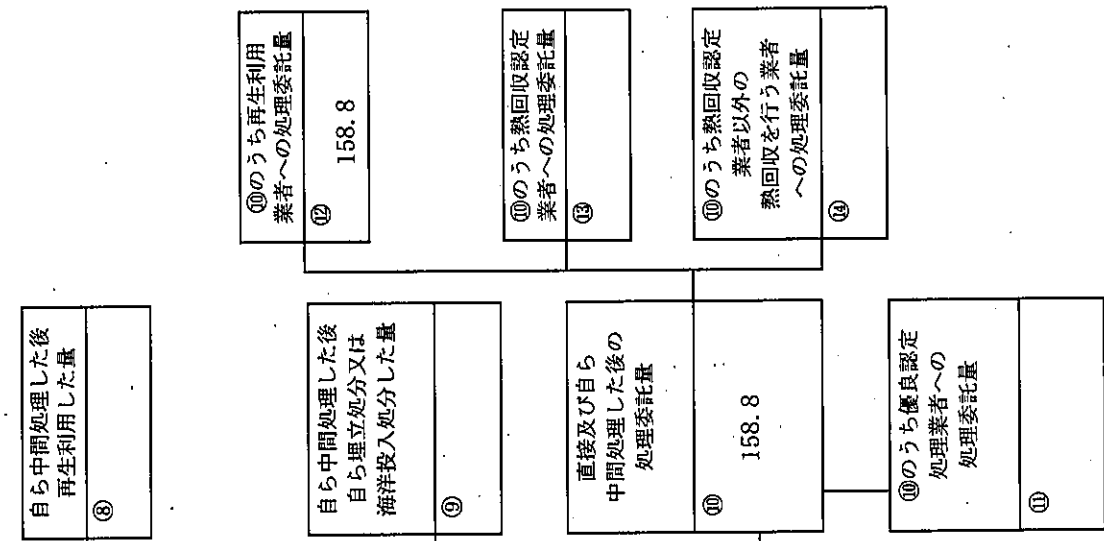 自ら中間処理した後
再生利用した量
⑧
自ら中間処理した後
自ら埋立処分又は
海洋投入処分した量
⑨
直接及び自ら
中間処理した後の
処理委託量
⑩
158.8
⑩のうち優良認定
処理業者への
処理委託量
⑪
⑩のうち再生利用
業者への処理委託量
⑫
158.8
⑩のうち熱回収認定
業者への処理委託量
⑬
⑩のうち熱回収認定
業者以外の
熱回収を行う業者
への処理委託量
⑭